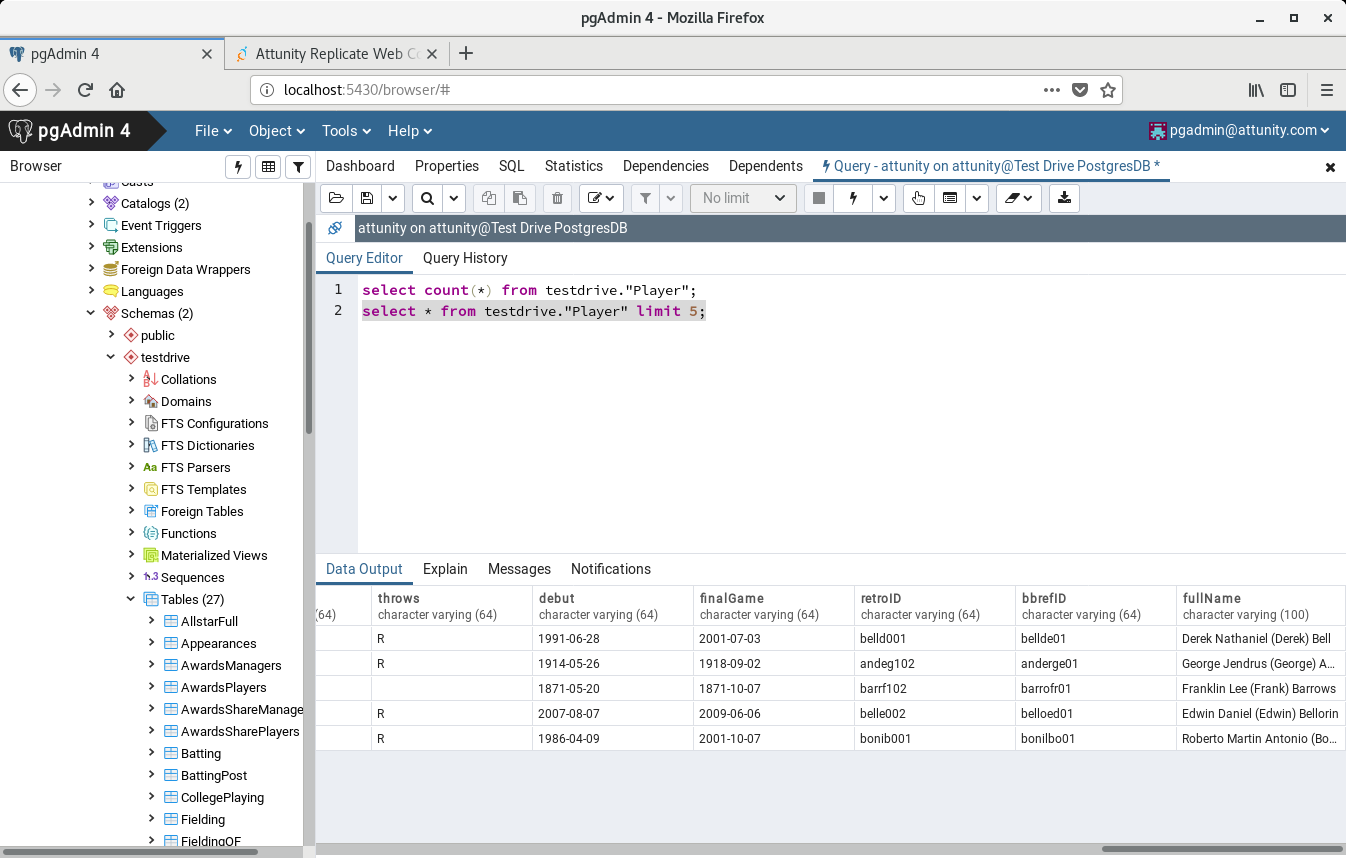 pgAdmin 4 - Mozilla Firefox
pgAdmin 4
Attunity Replicate Web Co
localhost:5430/browser/#
pgAdmin 4 File Object Tools Help pgadmin@attunity.com
Browser
Dashboard Properties SQL Statistics Dependencies Dependents Query - attunity on attunity@Test Drive PostgresDB *
No limit
attunity on attunity@Test Drive PostgresDB
Query Editor Query History
1 select count(*) from testdrive."Player";
2 select * from testdrive."Player" limit 5;
Casts
Catalogs (2)
Event Triggers
Extensions
Foreign Data Wrappers
Languages
Schemas (2)
public
testdrive
Collations
Domains
FTS Configurations
FTS Dictionaries
Aa FTS Parsers
FTS Templates
Foreign Tables
Functions
Materialized Views
1..3 Sequences
Tables (27)
AllstarFull
Appearances
AwardsManagers
AwardsPlayers
AwardsShareManage
AwardsSharePlayers
Batting
BattingPost
CollegePlaying
Fielding
FieldingOF
Data Output Explain Messages Notifications
throws debut finalGame retroID bbrefID fullName
(64) character varying (64) character varying (64) character varying (64) character varying (64) character varying (64) character varying (100)
R 1991-06-28 2001-07-03 belld001 bellde01 Derek Nathaniel (Derek) Bell
R 1914-05-26 1918-09-02 andeg102 anderge01 George Jendrus (George) A...
1871-05-20 1871-10-07 barrf102 barrofr01 Franklin Lee (Frank) Barrows
R 2007-08-07 2009-06-06 belle002 belloed01 Edwin Daniel (Edwin) Bellorin
R 1986-04-09 2001-10-07 bonib001 bonilbo01 Roberto Martin Antonio (Bo...